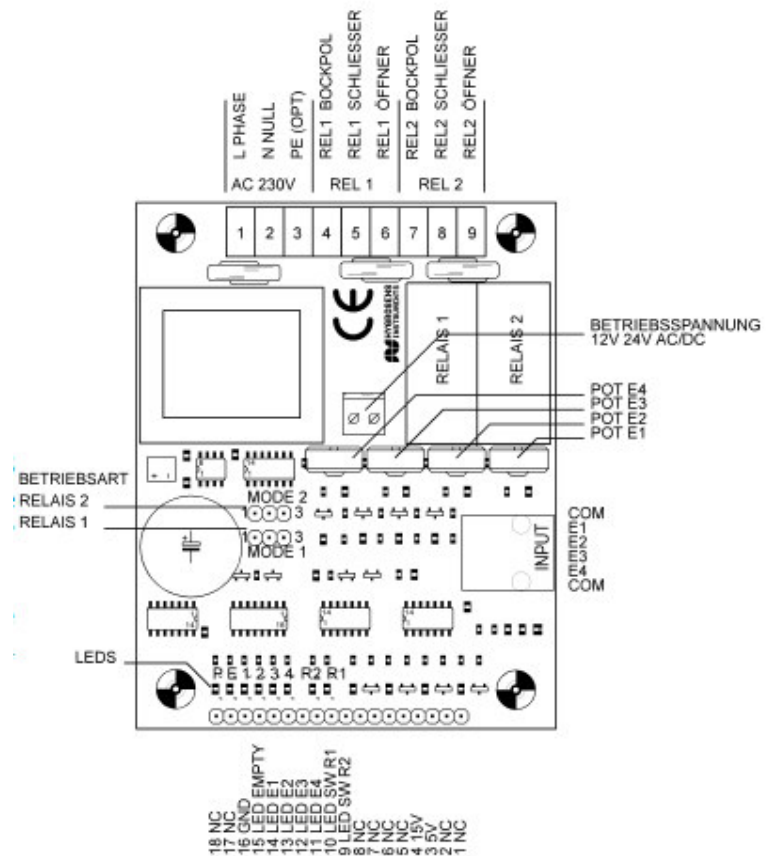 L PHASE
N NULL
PE (OPT)
REL1 BOCKPOL
REL1 SCHLIESSER
REL1 ÖFFNER
REL2 BOCKPOL
REL2 SCHLIESSER
REL2 ÖFFNER
AC 230V
REL 1
REL 2
1 2 3 4 5 6 7 8 9
CE
HYGROSENS
INSTRUMENTS
RELAIS 1
RELAIS 2
BETRIEBSSPANNUNG
12V 24V AC/DC
POT E4
POT E3
POT E2
POT E1
BETRIEBSART
RELAIS 2
RELAIS 1
MODE 2
1 3
1 3
MODE 1
INPUT
COM
E1
E2
E3
E4
COM
LEDS
P E 1 2 3 4 R2 R1
18 NC
17 NC
16 GND
15 LED EMPTY
14 LED E1
13 LED E2
12 LED E3
11 LED E4
10 LED SW R1
9 LED SW R2
8 NC
7 NC
6 NC
5 NC
4 15V
3 5V
2 NC
1 NC